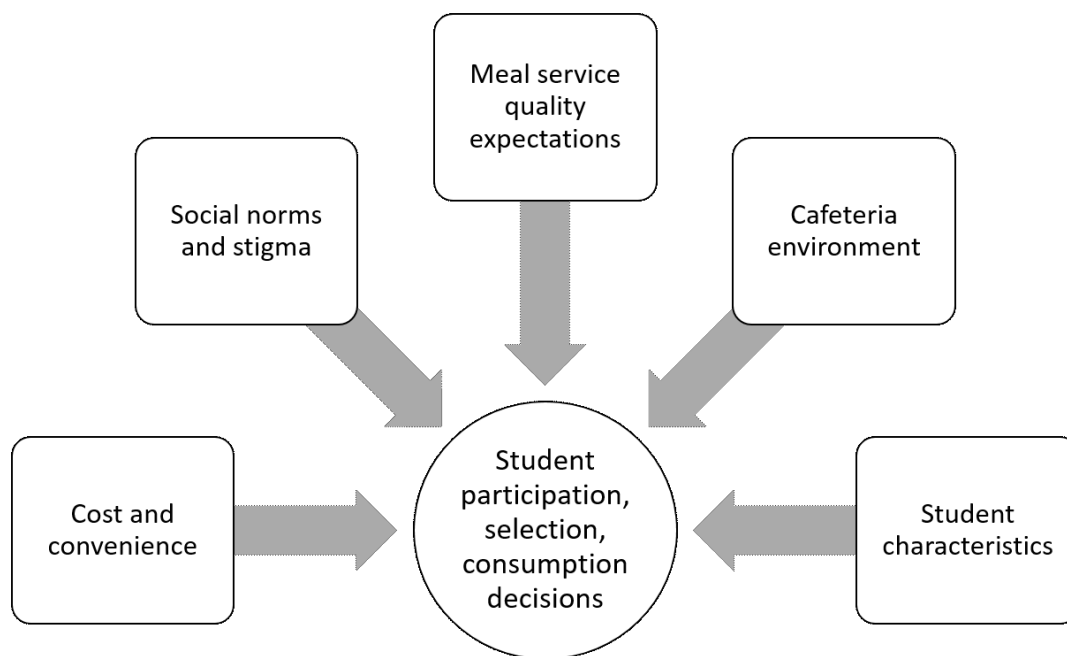 Meal service
quality
expectations
Social norms
and stigma
Cafeteria
environment
Cost and
convenience
Student
participation,
selection,
consumption
decisions
Student
characteristics